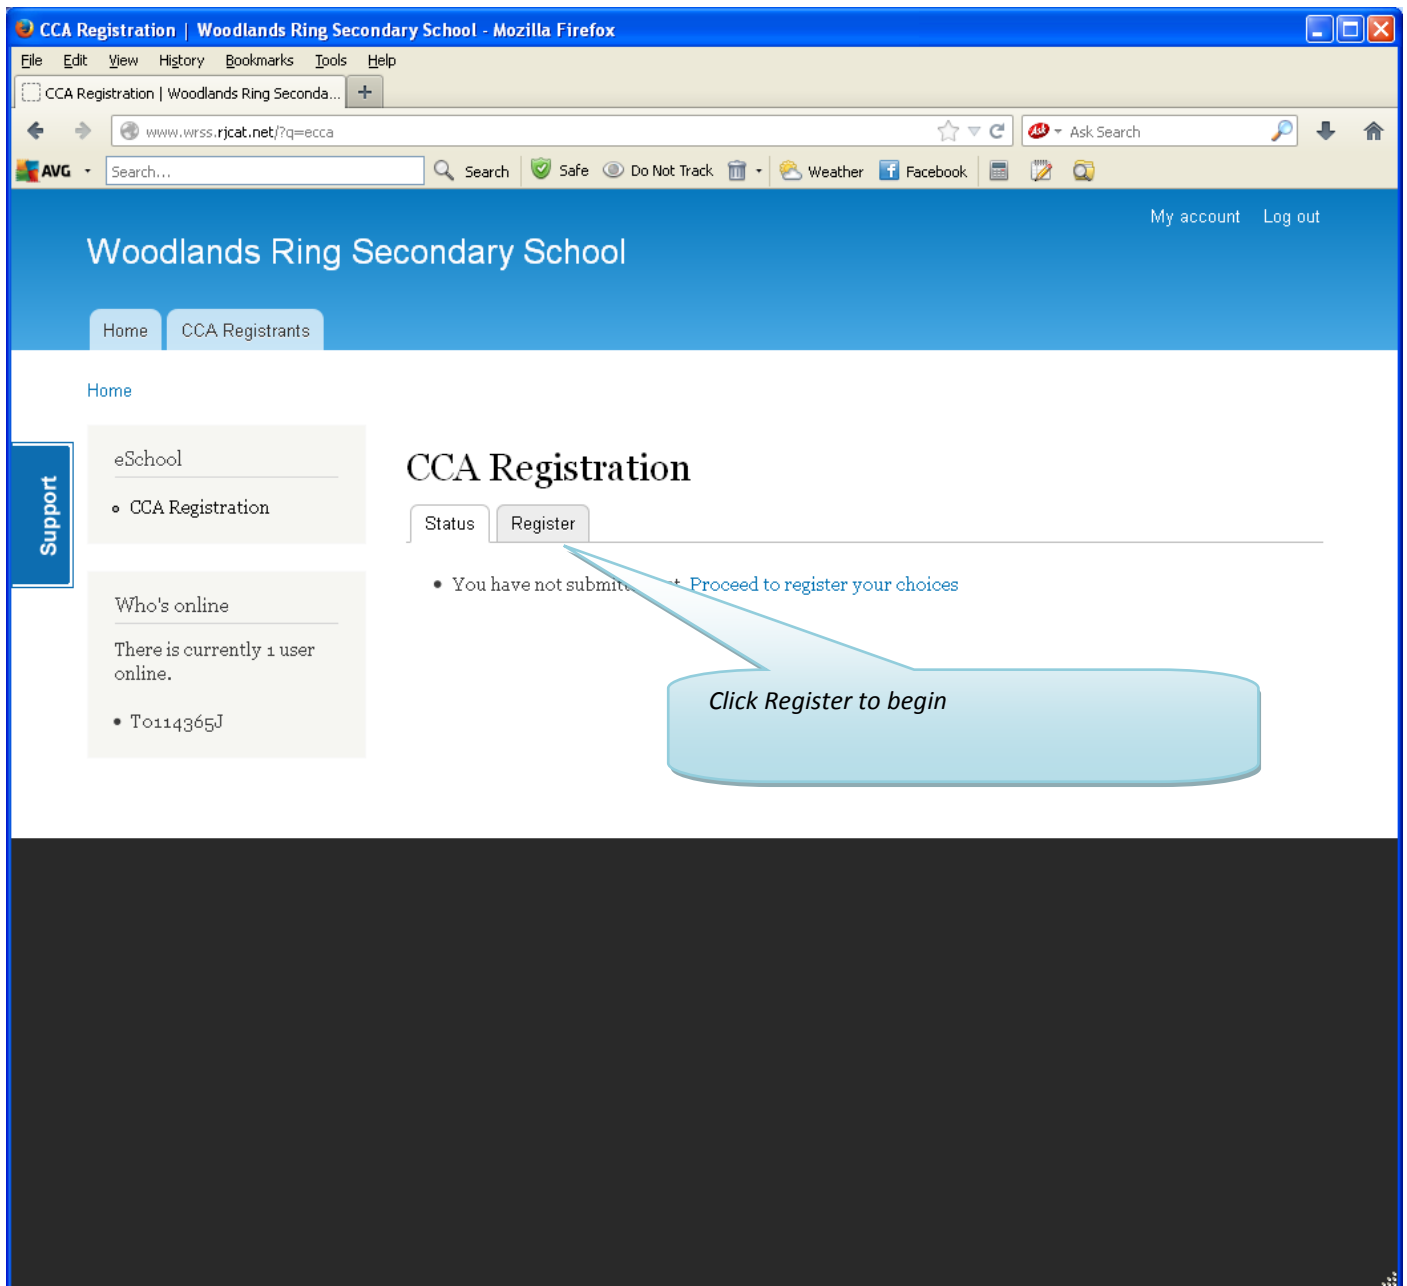 CCA Registration | Woodlands Ring Secondary School - Mozilla Firefox
File Edit View History Bookmarks Tools Help
CCA Registration | Woodlands Ring Seconda... +
www.wrss.rjcat.net/?q=ecca Ask Search
AVG Search... Search Safe Do Not Track Weather Facebook
My account Log out
Woodlands Ring Secondary School
Home CCA Registrants
Home
Support
eSchool
CCA Registration
Who's online
There is currently 1 user
online.
T0114365J
CCA Registration
Status Register
You have not submit Proceed to register your choices
Click Register to begin